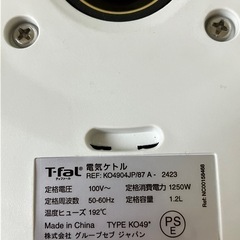 T-fal 電気ケトル
ティファール REF: KO4904JP/87 A - 2423
定格電圧: 100V～ 定格消費電力: 1250W
定格周波数: 50-60Hz 定格容量: 1.2L
温度ヒューズ 192℃
Made in China TYPE KO49*
株式会社 グループセブ ジャパン
PS
E
Ref: NC00158468